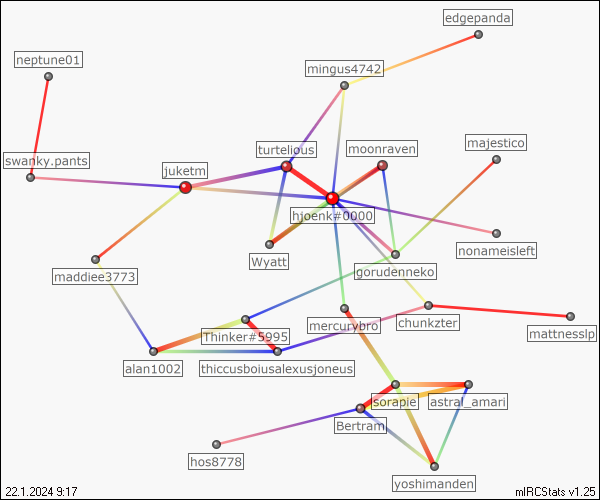 edgepanda
neptune01
mingus4742
turtelious
moonraven
majestico
swanky.pants
juketm
hjoenk#0000
nonameisleft
Wyatt
gorudenneko
maddiee3773
Thinker#5995
mercurybro
chunkzter
mattnesslp
alan1002
thiccusboiusalexusjoneus
sorapie
astral_amari
Bertram
hos8778
yoshimanden
22.1.2024 9:17
mIRCStats v1.25